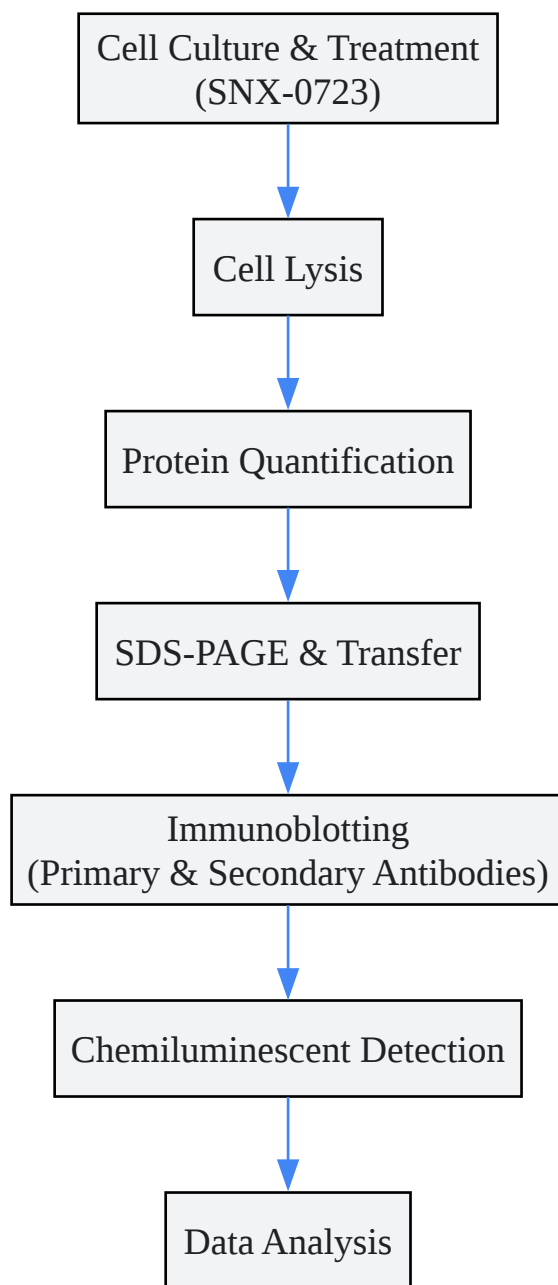 Cell Culture & Treatment
(SNX-0723)
Cell Lysis
Protein Quantification
SDS-PAGE & Transfer
Immunoblotting
(Primary & Secondary Antibodies)
Chemiluminescent Detection
Data Analysis